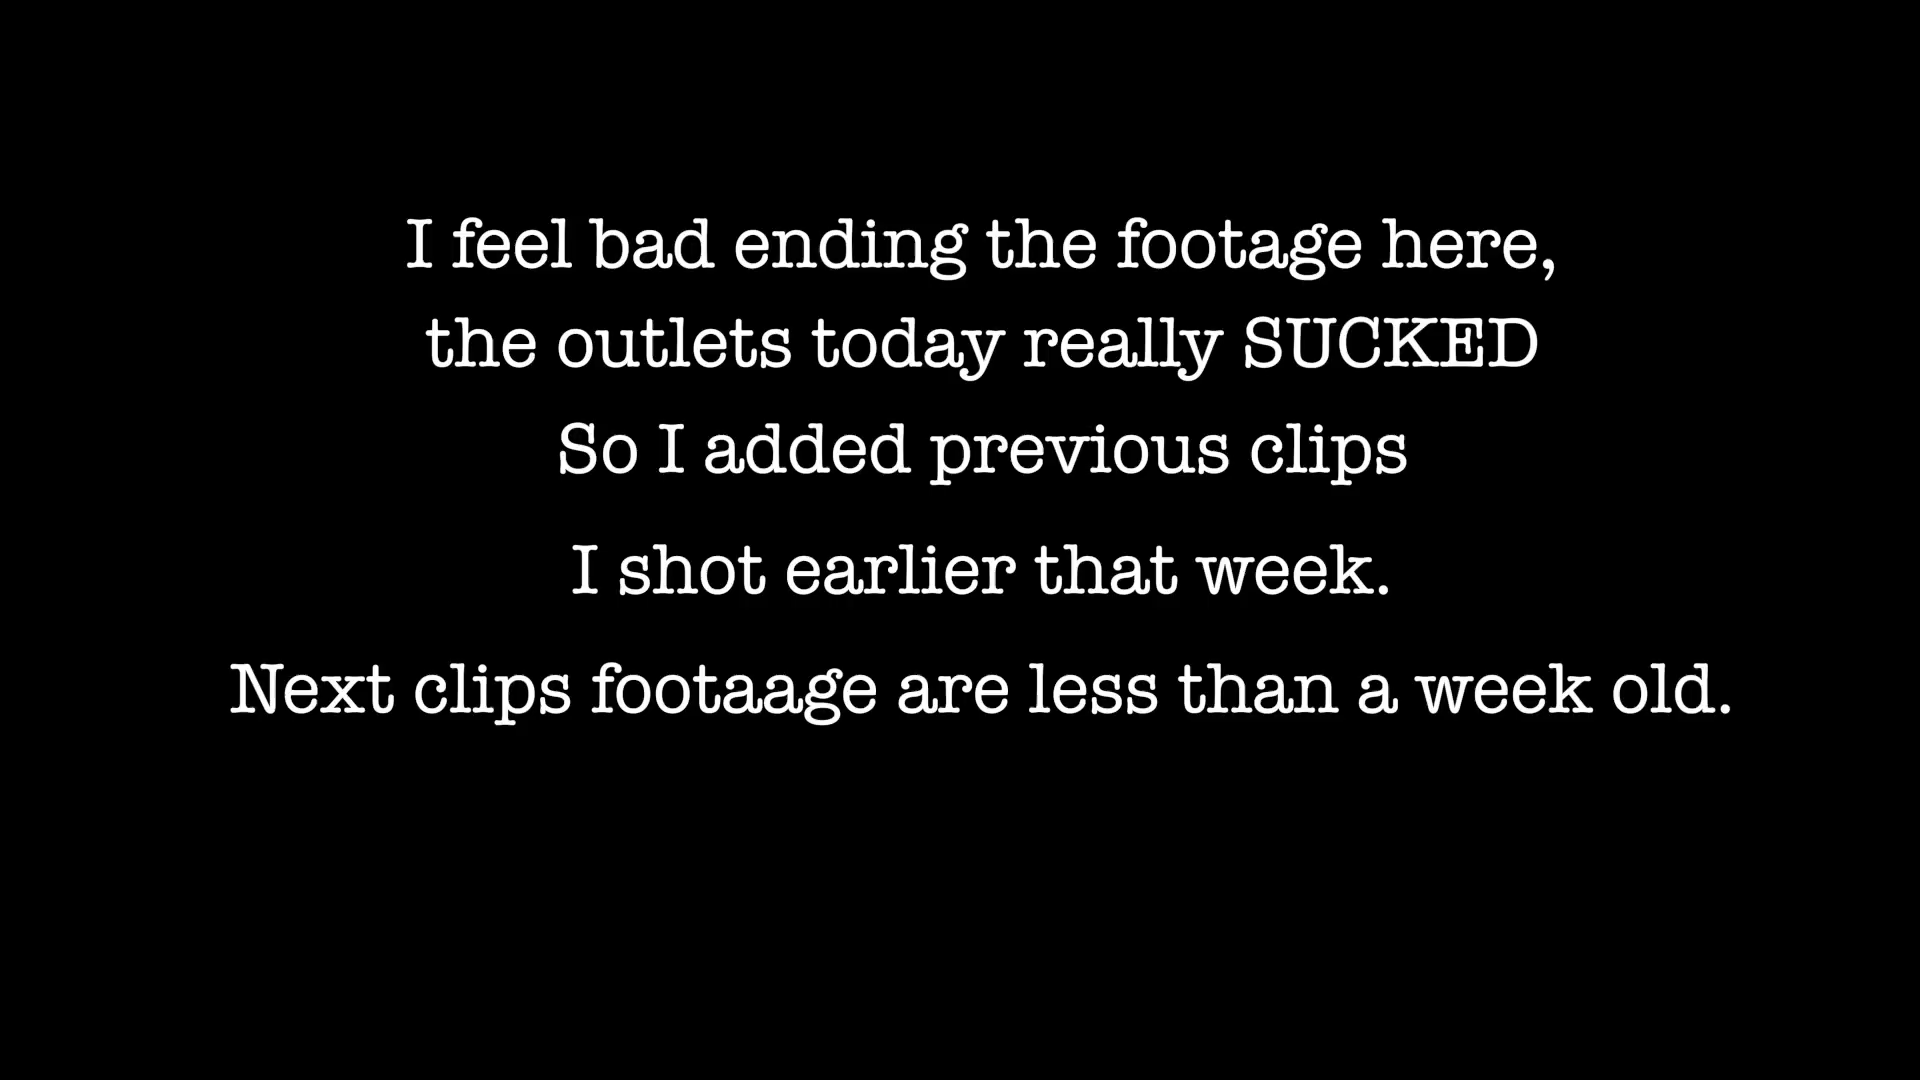 I feel bad ending the footage here,
the outlets today really SUCKED
So I added previous clips
I shot earlier that week.
Next clips footaage are less than a week old.